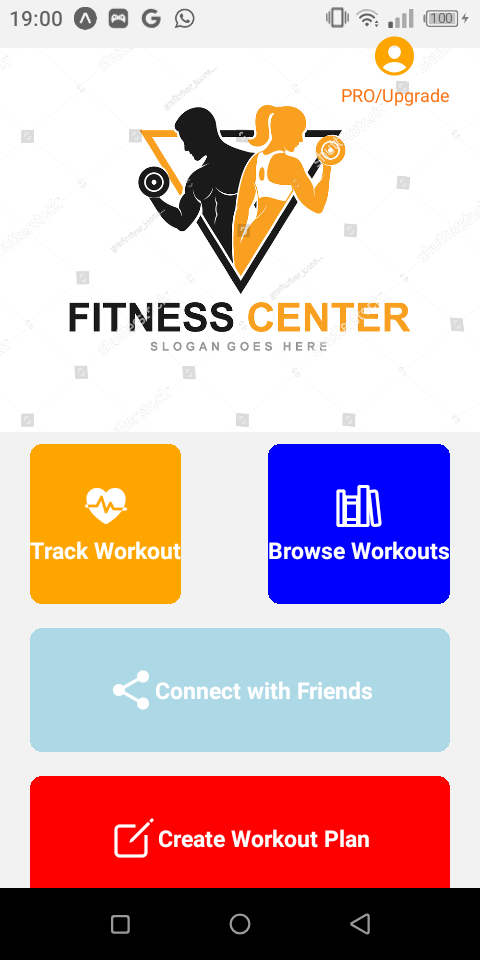 19:00
100
PRO/Upgrade
FITNESS CENTER
SLOGAN GOES HERE
Track Workout
Browse Workouts
Connect with Friends
Create Workout Plan